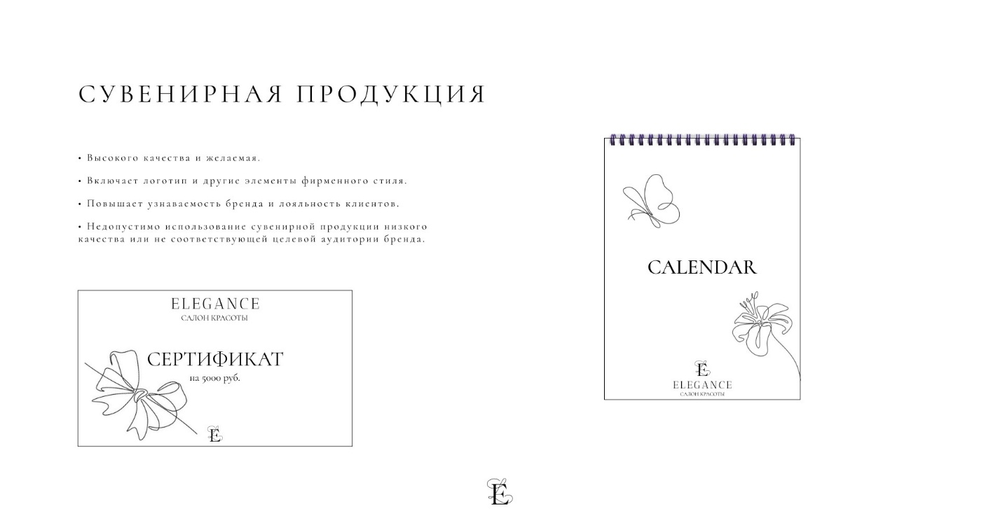 СУВЕНИРНАЯ ПРОДУКЦИЯ
• Высокого качества и желаемая.
• Включает логотип и другие элементы фирменного стиля.
• Повышает узнаваемость бренда и лояльность клиентов.
• Недопустимо использование сувенирной продукции низкого
качества или не соответствующей целевой аудитории бренда.
ELEGANCE
САЛОН КРАСОТЫ
СЕРТИФИКАТ
на 5000 руб.
E
CALENDAR
E
ELEGANCE
САЛОН КРАСОТЫ
E